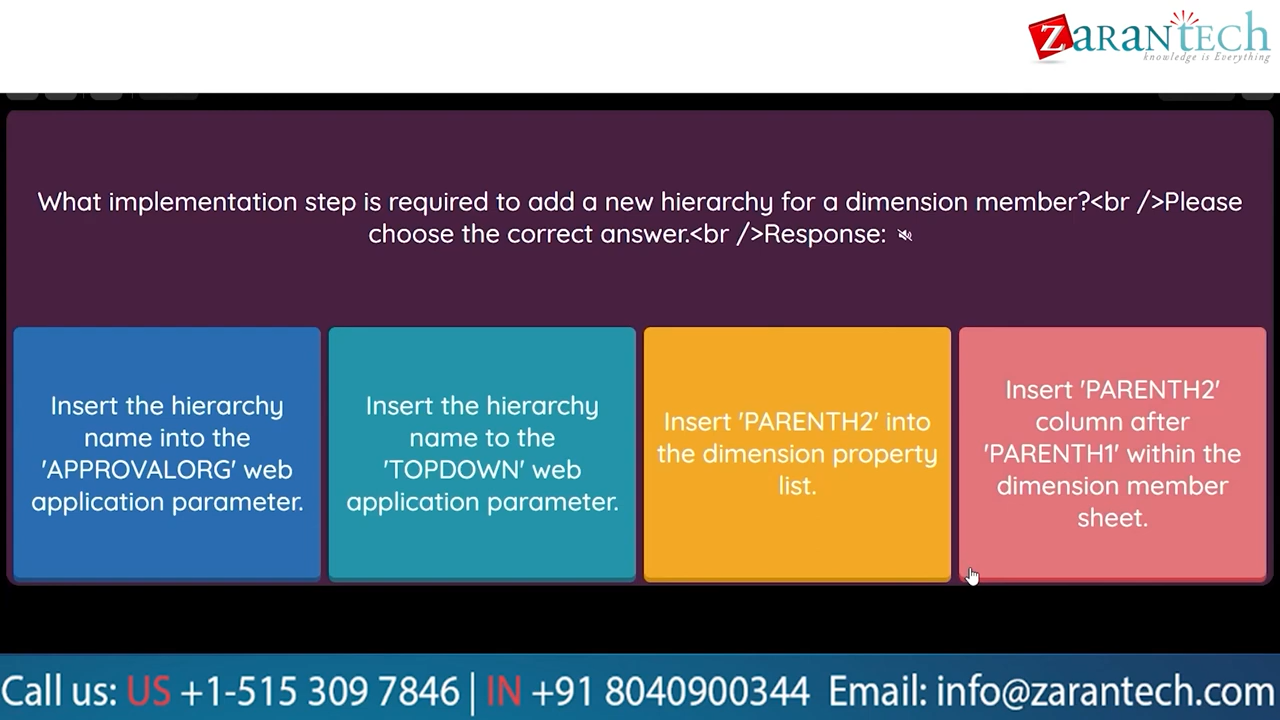 ZARANTECH
knowledge is Everything
What implementation step is required to add a new hierarchy for a dimension member?<br />Please
choose the correct answer.<br />Response:
Insert the hierarchy
name into the
'APPROVALORG' web
application parameter.
Insert the hierarchy
name to the
'TOPDOWN' web
application parameter.
Insert 'PARENTH2' into
the dimension property
list.
Insert 'PARENTH2'
column after
'PARENTH1' within the
dimension member
sheet.
Call us: US +1-515 309 7846 | IN +91 8040900344 Email: info@zarantech.com